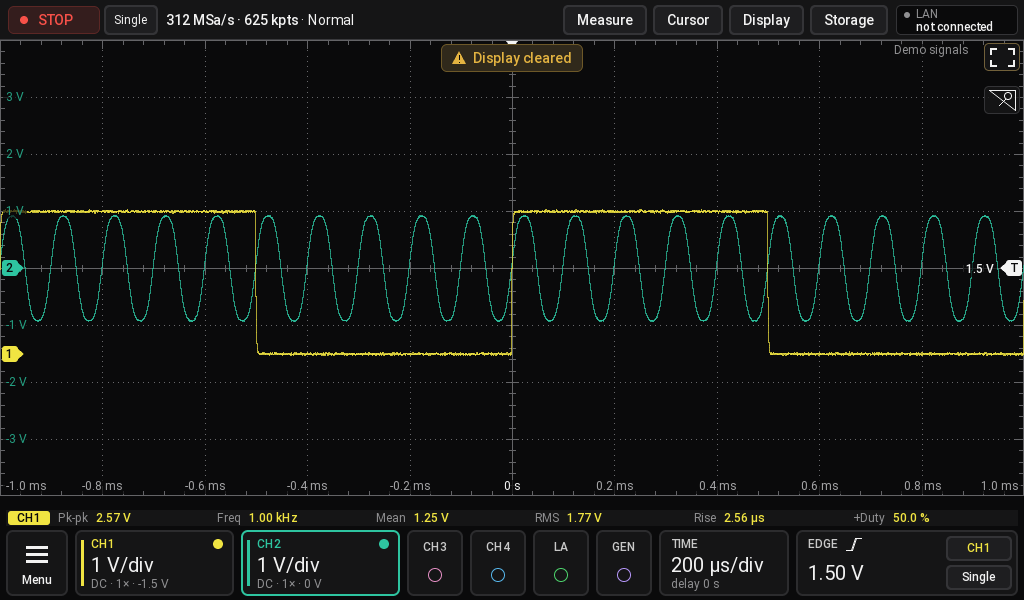 STOP
Single
312 MSa/s · 625 kpts · Normal
Measure
Cursor
Display
Storage
LAN
not connected
Display cleared
Demo signals
3 V
2 V
1 V
2
1.5 V
T
-1 V
1
-2 V
-3 V
-1.0 ms
-0.8 ms
-0.6 ms
-0.4 ms
-0.2 ms
0 s
0.2 ms
0.4 ms
0.6 ms
0.8 ms
1.0 ms
CH1 Pk-pk 2.57 V Freq 1.00 kHz Mean 1.25 V RMS 1.77 V Rise 2.56 µs +Duty 50.0 %
Menu
CH1
1 V/div
DC · 1× · -1.5 V
CH2
1 V/div
DC · 1× · 0 V
CH3
CH4
LA
GEN
TIME
200 µs/div
delay 0 s
EDGE
1.50 V
CH1
Single